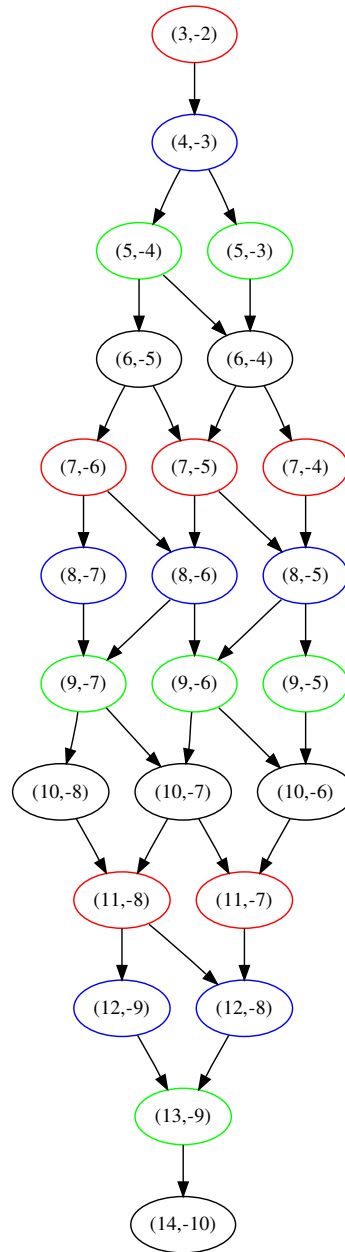 (3,-2)
(4,-3)
(5,-4) (5,-3)
(6,-5) (6,-4)
(7,-6) (7,-5) (7,-4)
(8,-7) (8,-6) (8,-5)
(9,-7) (9,-6) (9,-5)
(10,-8) (10,-7) (10,-6)
(11,-8) (11,-7)
(12,-9) (12,-8)
(13,-9)
(14,-10)